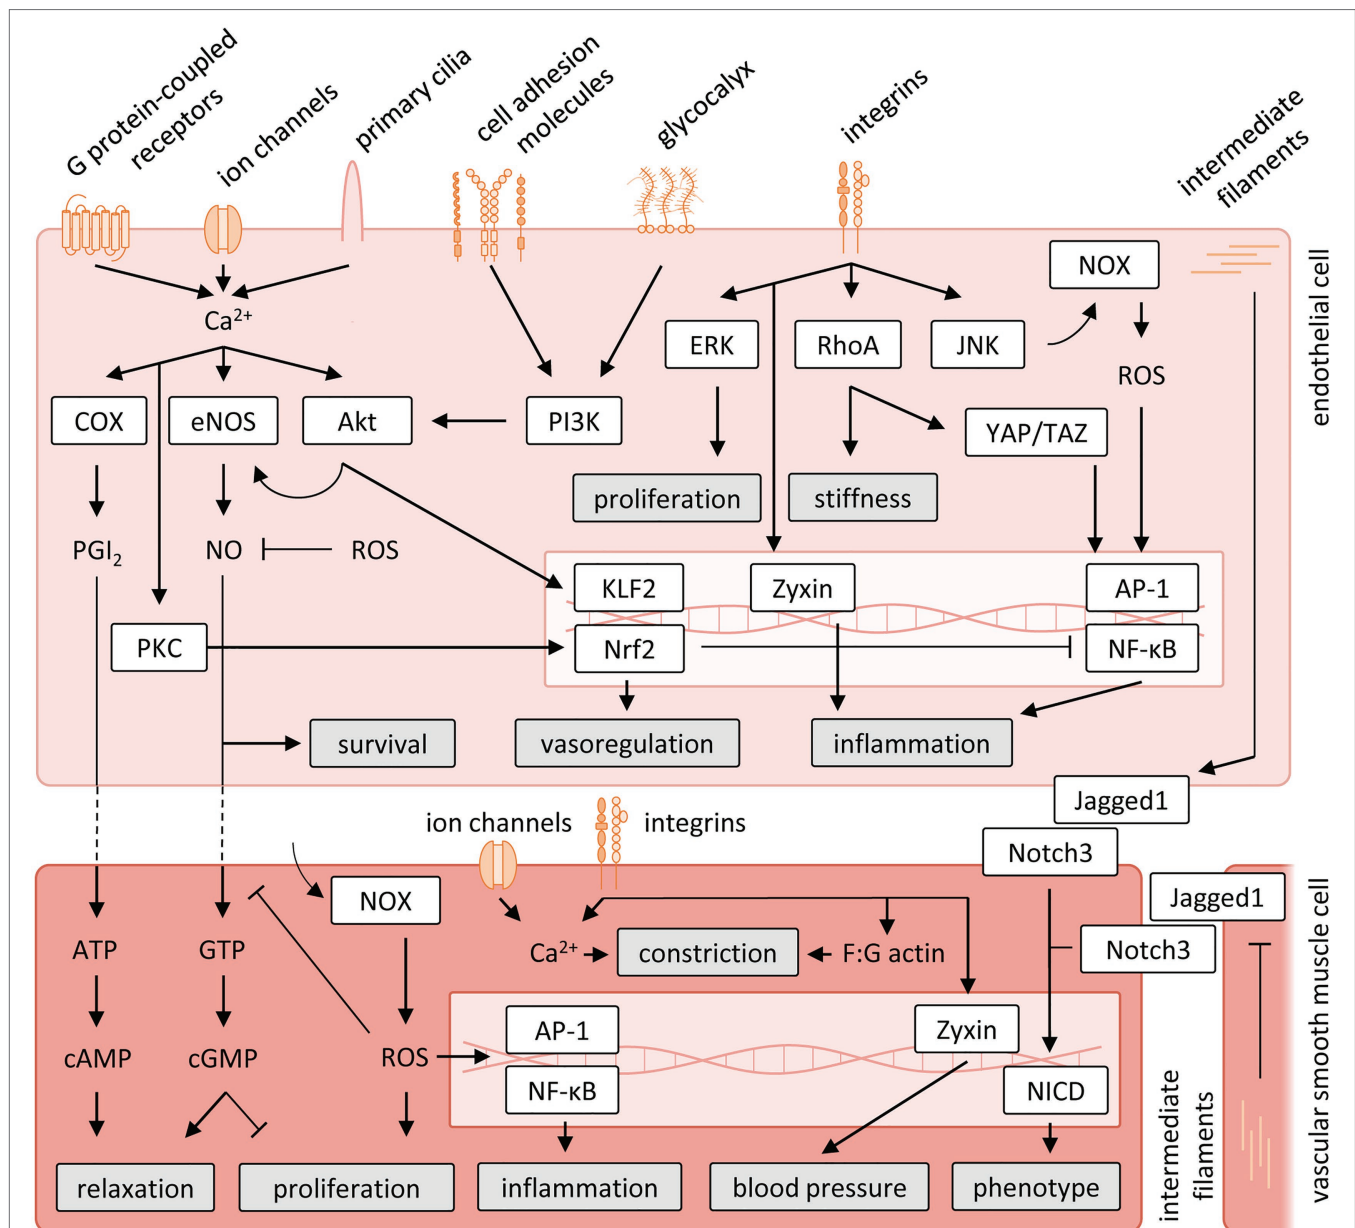 G protein-coupled
receptors
ion channels
primary cilia
cell adhesion
molecules
glycocalyx
integrins
intermediate
filaments
endothelial cell
NOX
Ca²⁺
ERK
RhoA
JNK
ROS
COX
eNOS
Akt
PI3K
YAP/TAZ
proliferation
stiffness
PGI₂
NO
ROS
KLF2
Zyxin
AP-1
PKC
Nrf2
NF-κB
survival
vasoregulation
inflammation
Jagged1
ion channels
integrins
Notch3
vascular smooth muscle cell
NOX
Jagged1
ATP
GTP
Ca²⁺
constriction
F:G actin
Notch3
AP-1
Zyxin
cAMP
cGMP
ROS
NF-κB
NICD
intermediate
filaments
relaxation
proliferation
inflammation
blood pressure
phenotype